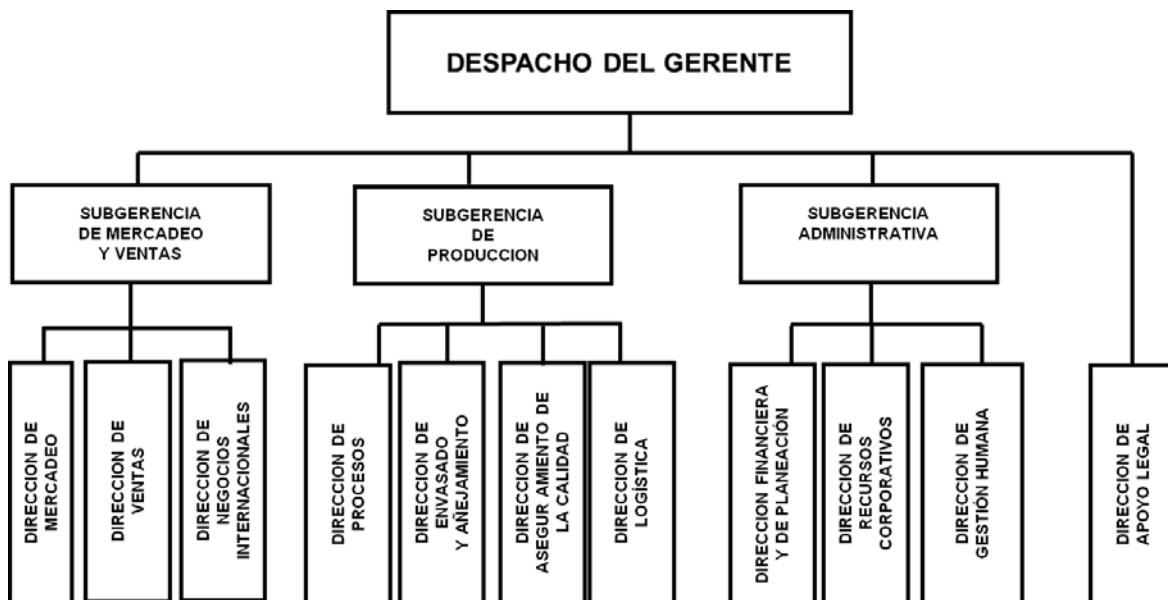 DESPACHO DEL GERENTE
SUBGERENCIA
DE MERCADEO
Y VENTAS
SUBGERENCIA
DE
PRODUCCION
SUBGERENCIA
ADMINISTRATIVA
DIRECCION DE
MERCADEO
DIRECCION DE
VENTAS
DIRECCION DE
NEGOCIOS
INTERNACIONALES
DIRECCION DE
PROCESOS
DIRECCION DE
ENVASADO
Y AÑEJAMIENTO
DIRECCION DE
ASEGUR AMIENTO DE
LA CALIDAD
DIRECCION DE
LOGÍSTICA
DIRECCION FINANCIERA
Y DE PLANEACIÓN
DIRECCION DE
RECURSOS
CORPORATIVOS
DIRECCION DE
GESTIÓN HUMANA
DIRECCION DE
APOYO LEGAL